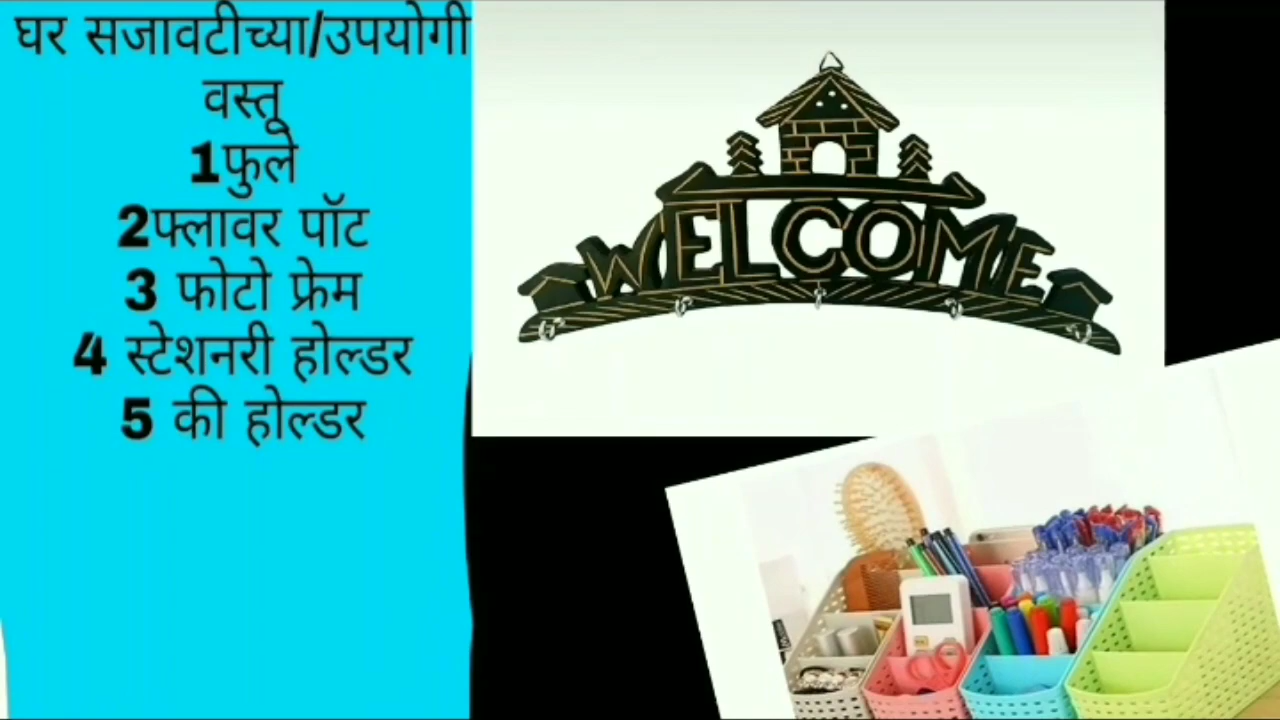 घर सजावटीच्या/उपयोगी
वस्तू
1फुले
2फ्लावर पॉट
3 फोटो फ्रेम
4 स्टेशनरी होल्डर
5 की होल्डर
WELCOME